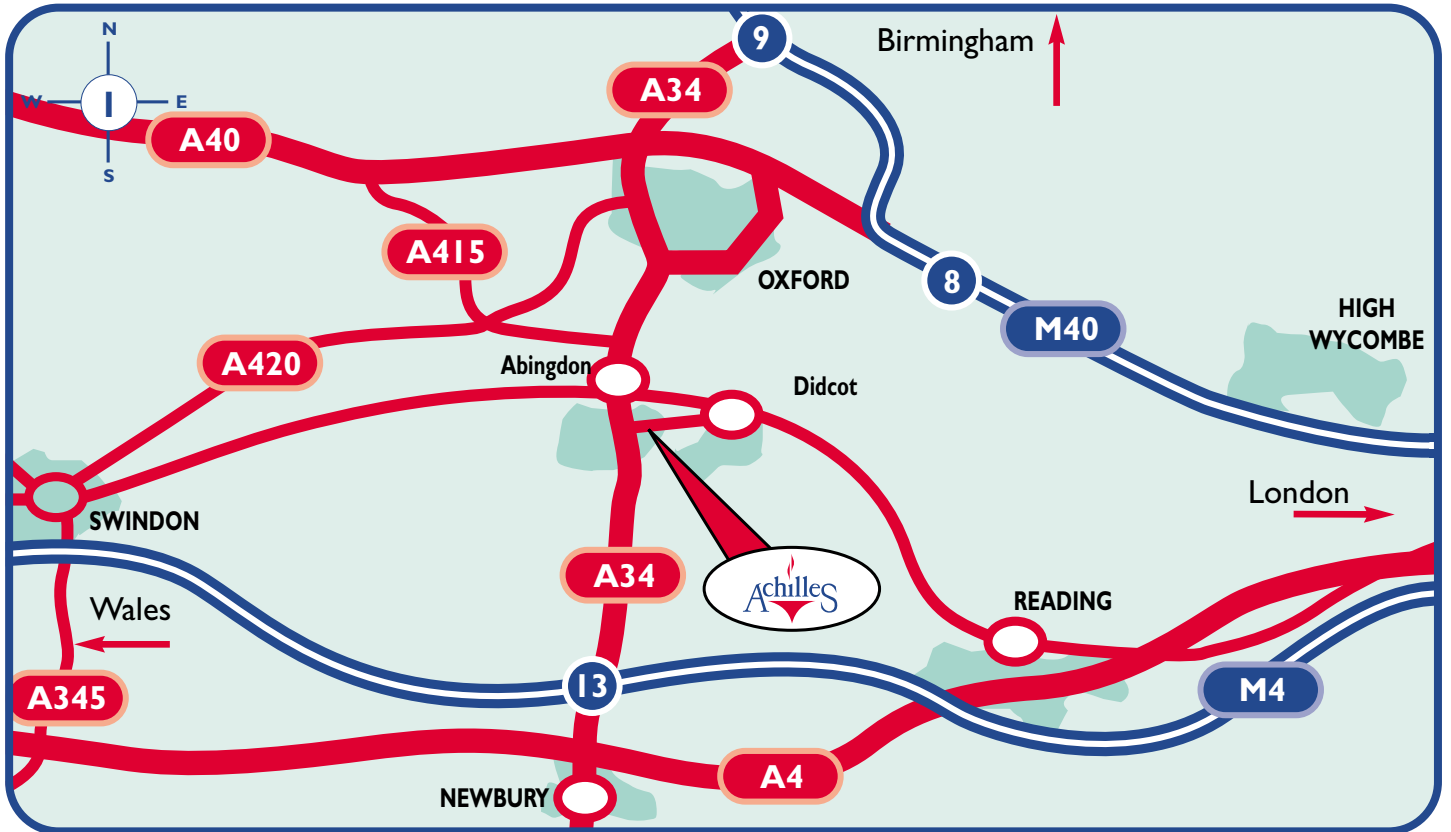 9
Birmingham
N
W
1
E
S
A34
A40
A415
OXFORD
8
M40
HIGH
WYCOMBE
A420
Abingdon
Didcot
SWINDON
London
A34
Achilles
Wales
READING
A345
13
M4
A4
NEWBURY